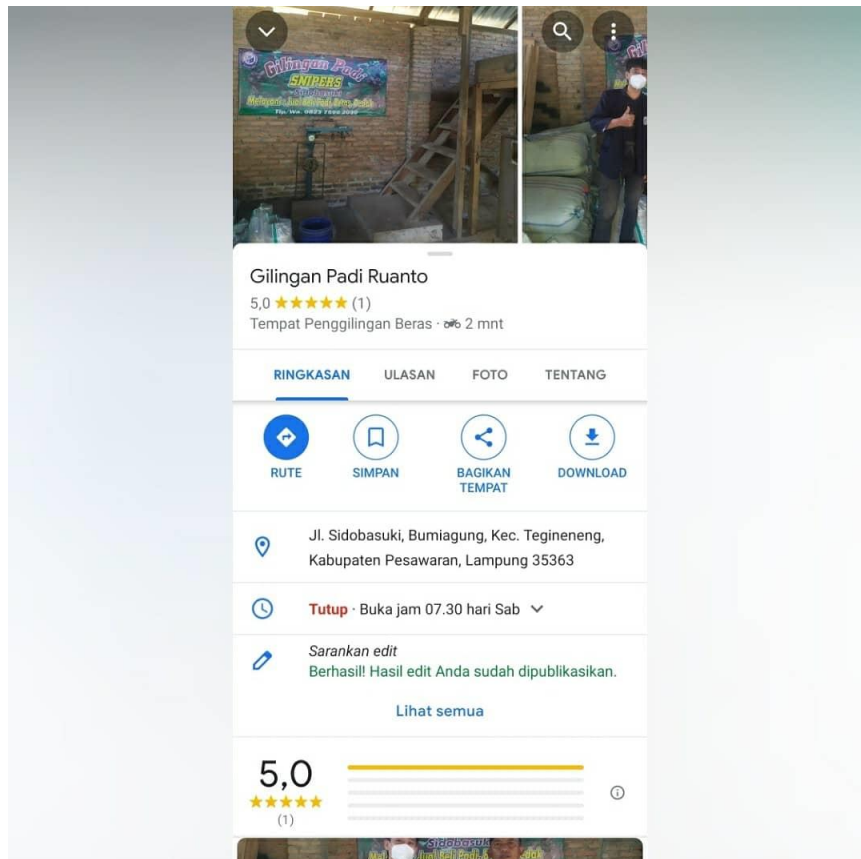 Gilingan Padi
SNIPERS
Sidobasuki
Gilingan Padi Ruanto
5,0 (1)
Tempat Penggilingan Beras · 2 mnt
RINGKASAN ULASAN FOTO TENTANG
RUTE SIMPAN BAGIKAN TEMPAT DOWNLOAD
Jl. Sidobasuki, Bumiagung, Kec. Tegineneng,
Kabupaten Pesawaran, Lampung 35363
Tutup · Buka jam 07.30 hari Sab
Sarankan edit
Berhasil! Hasil edit Anda sudah dipublikasikan.
Lihat semua
5,0
(1)
Sidobasuk